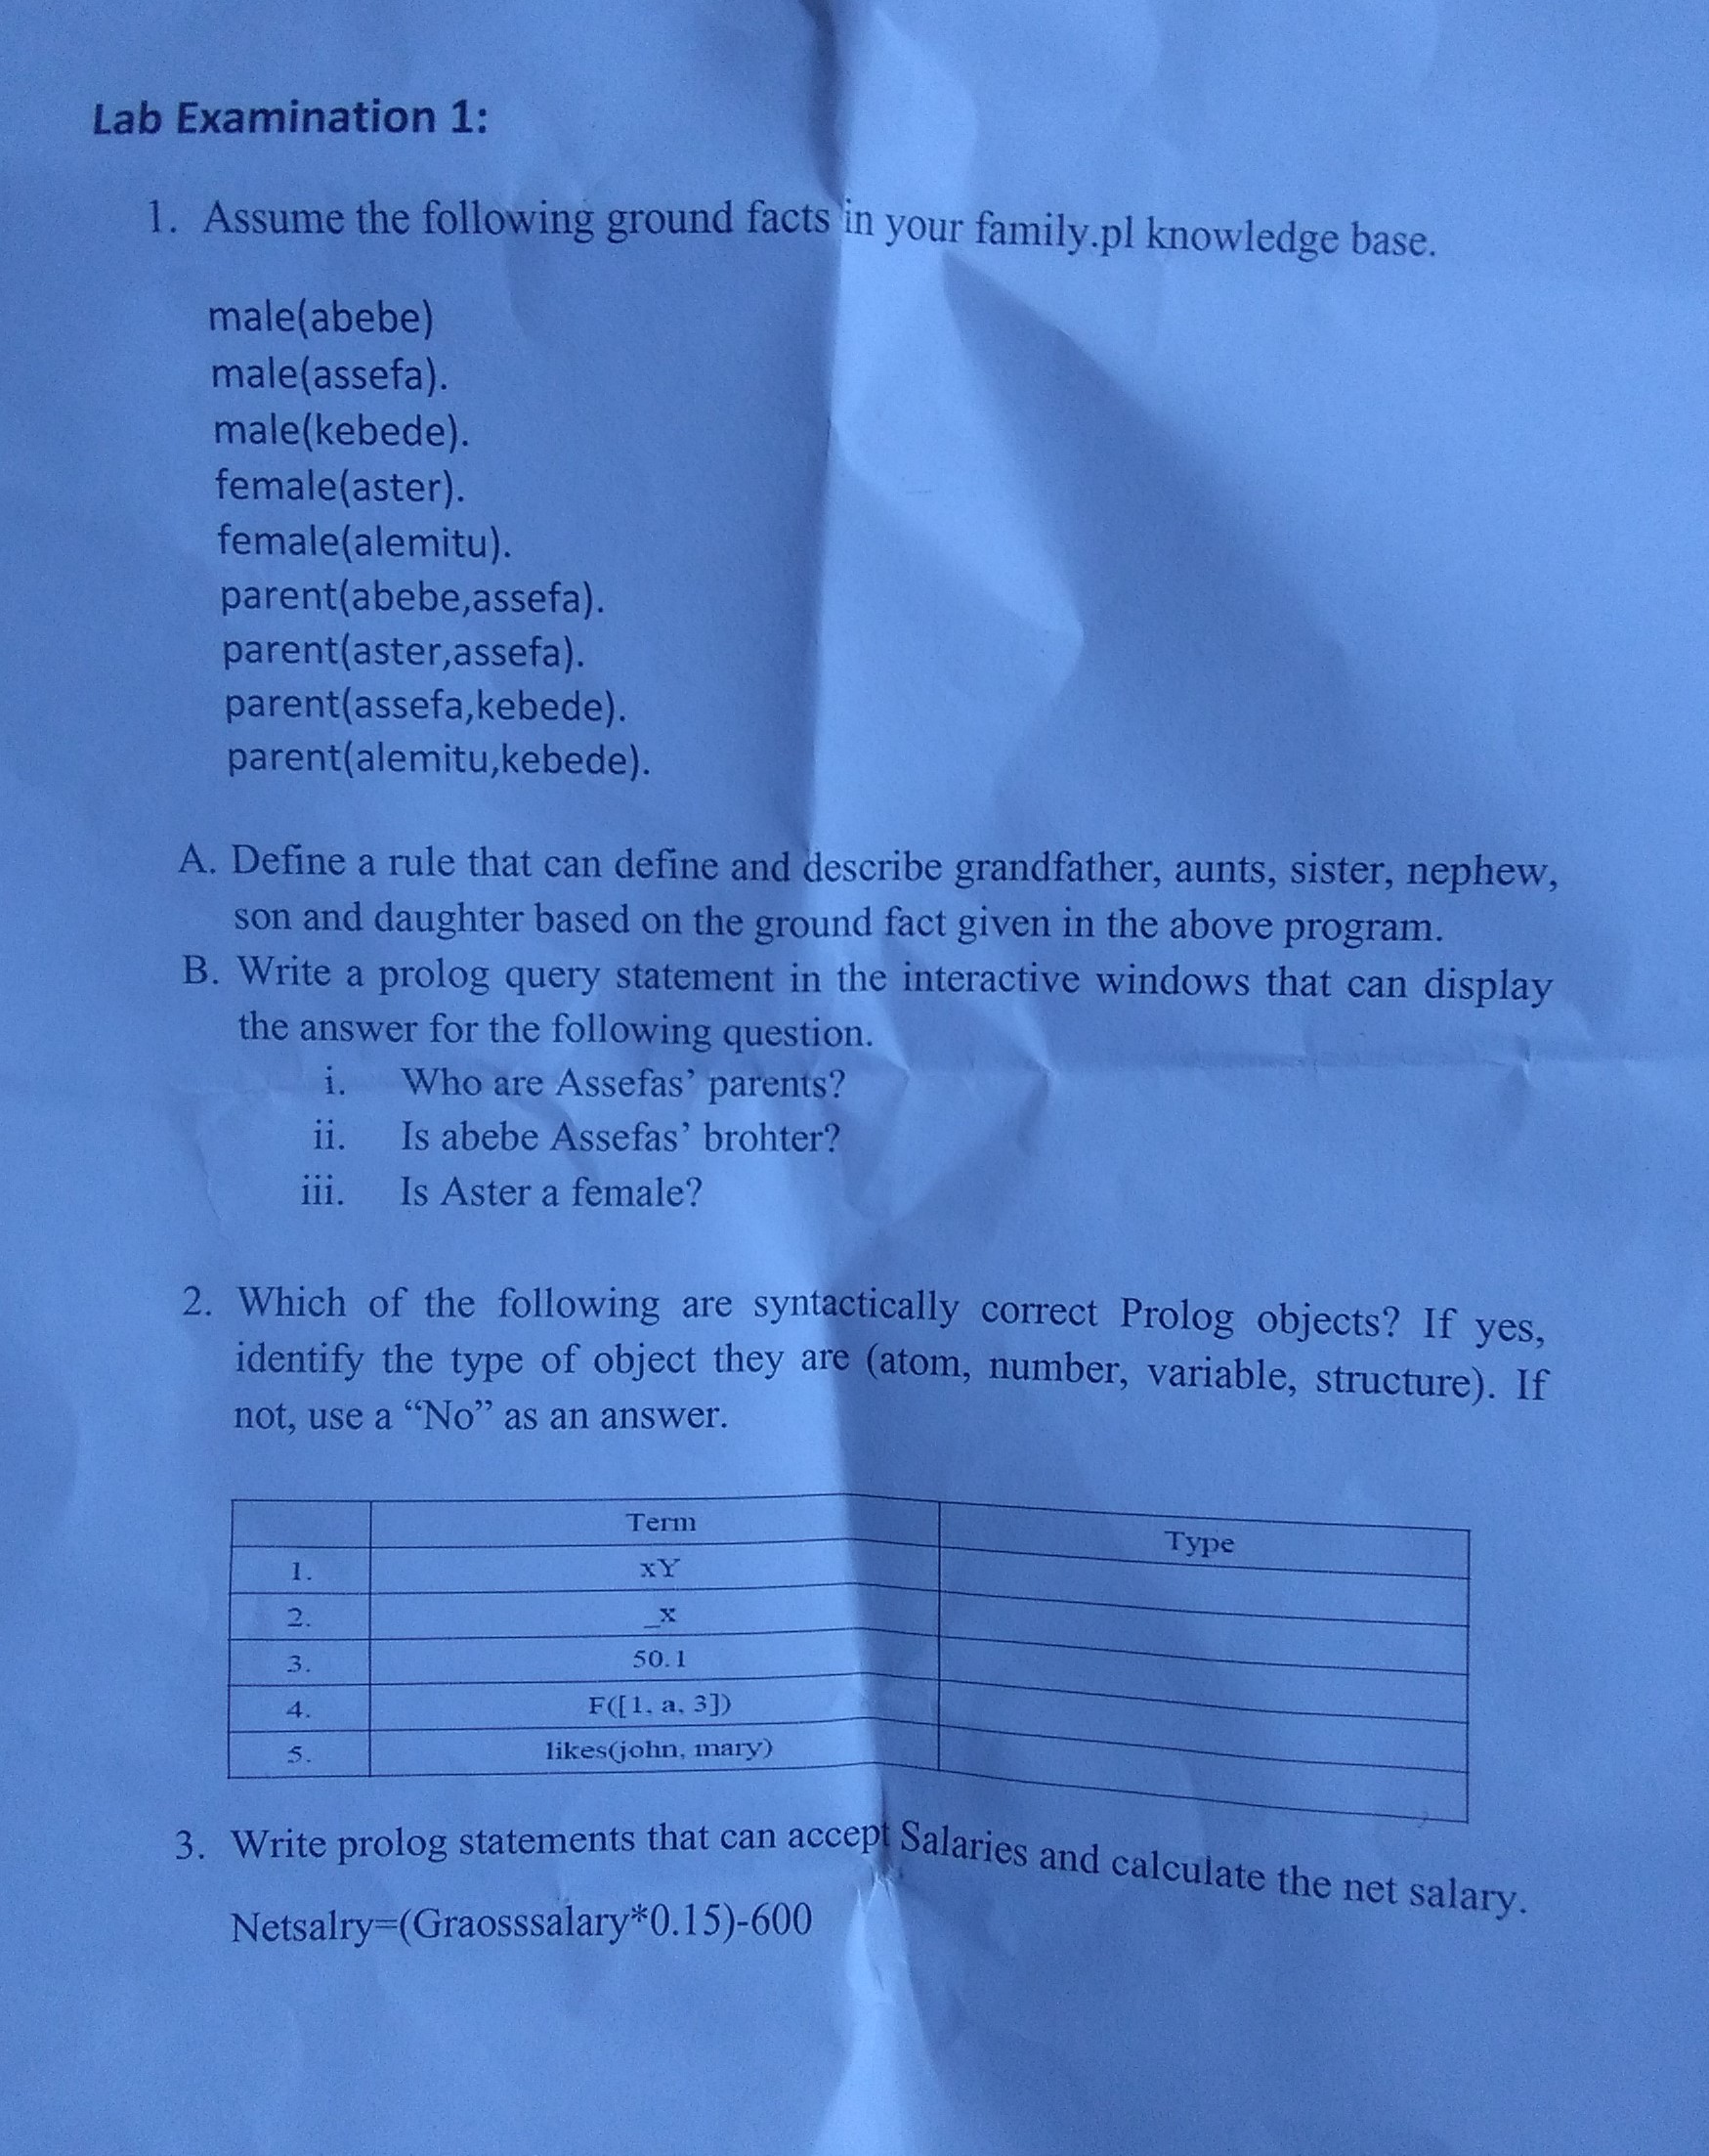 Lab Examination 1:
1. Assume the following ground facts in your family.pl knowledge base.
male(abebe)
male(assefa).
male(kebede).
female(aster).
female(alemitu).
parent(abebe,assefa).
parent(aster,assefa).
parent(assefa,kebede).
parent(alemitu,kebede).
A. Define a rule that can define and describe grandfather, aunts, sister, nephew,
son and daughter based on the ground fact given in the above program.
B. Write a prolog query statement in the interactive windows that can display
the answer for the following question.
i. Who are Assefas’ parents?
ii. Is abebe Assefas’ brohter?
iii. Is Aster a female?
2. Which of the following are syntactically correct Prolog objects? If yes,
identify the type of object they are (atom, number, variable, structure). If
not, use a “No” as an answer.
Term Type
1. xY
2. _x
3. 50.1
4. F([1, a, 3])
5. likes(john, mary)
3. Write prolog statements that can accept Salaries and calculate the net salary.
Netsalry=(Graosssalary*0.15)-600